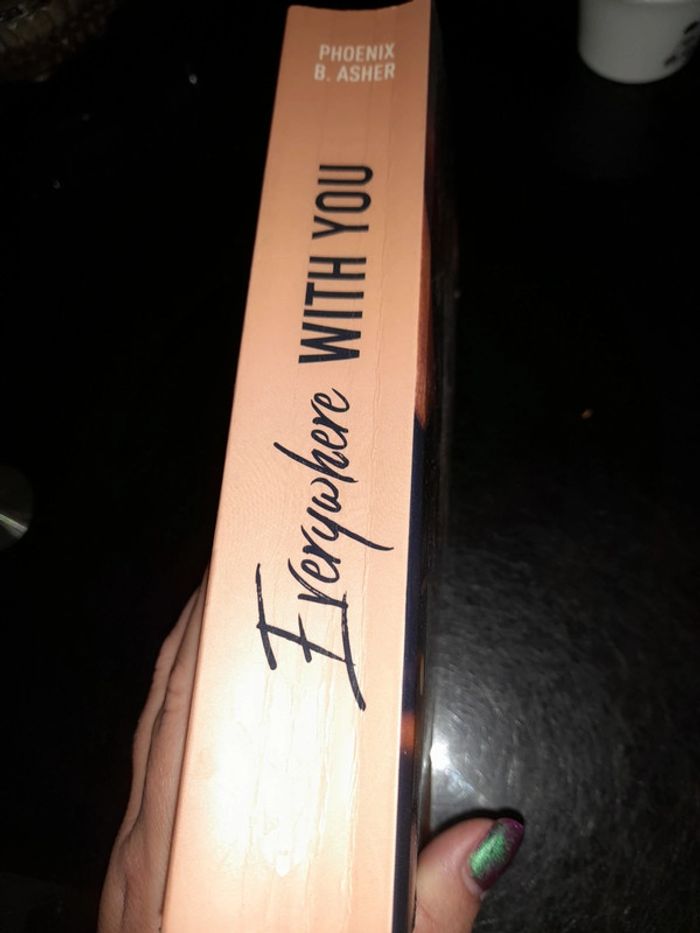 PHOENIX
B. ASHER
Everywhere WITH YOU